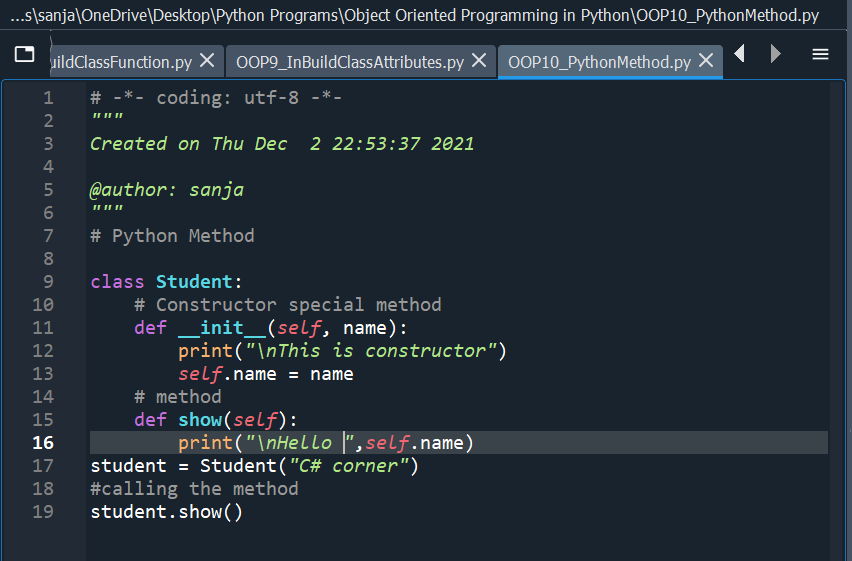 ...s\sanja\OneDrive\Desktop\Python Programs\Object Oriented Programming in Python\OOP10_PythonMethod.py
uildClassFunction.py OOP9_InBuildClassAttributes.py OOP10_PythonMethod.py
1 # -*- coding: utf-8 -*-
2 """
3 Created on Thu Dec  2 22:53:37 2021
4
5 @author: sanja
6 """
7 # Python Method
8
9 class Student:
10     # Constructor special method
11     def __init__(self, name):
12         print("\nThis is constructor")
13         self.name = name
14     # method
15     def show(self):
16         print("\nHello ",self.name)
17 student = Student("C# corner")
18 #calling the method
19 student.show()